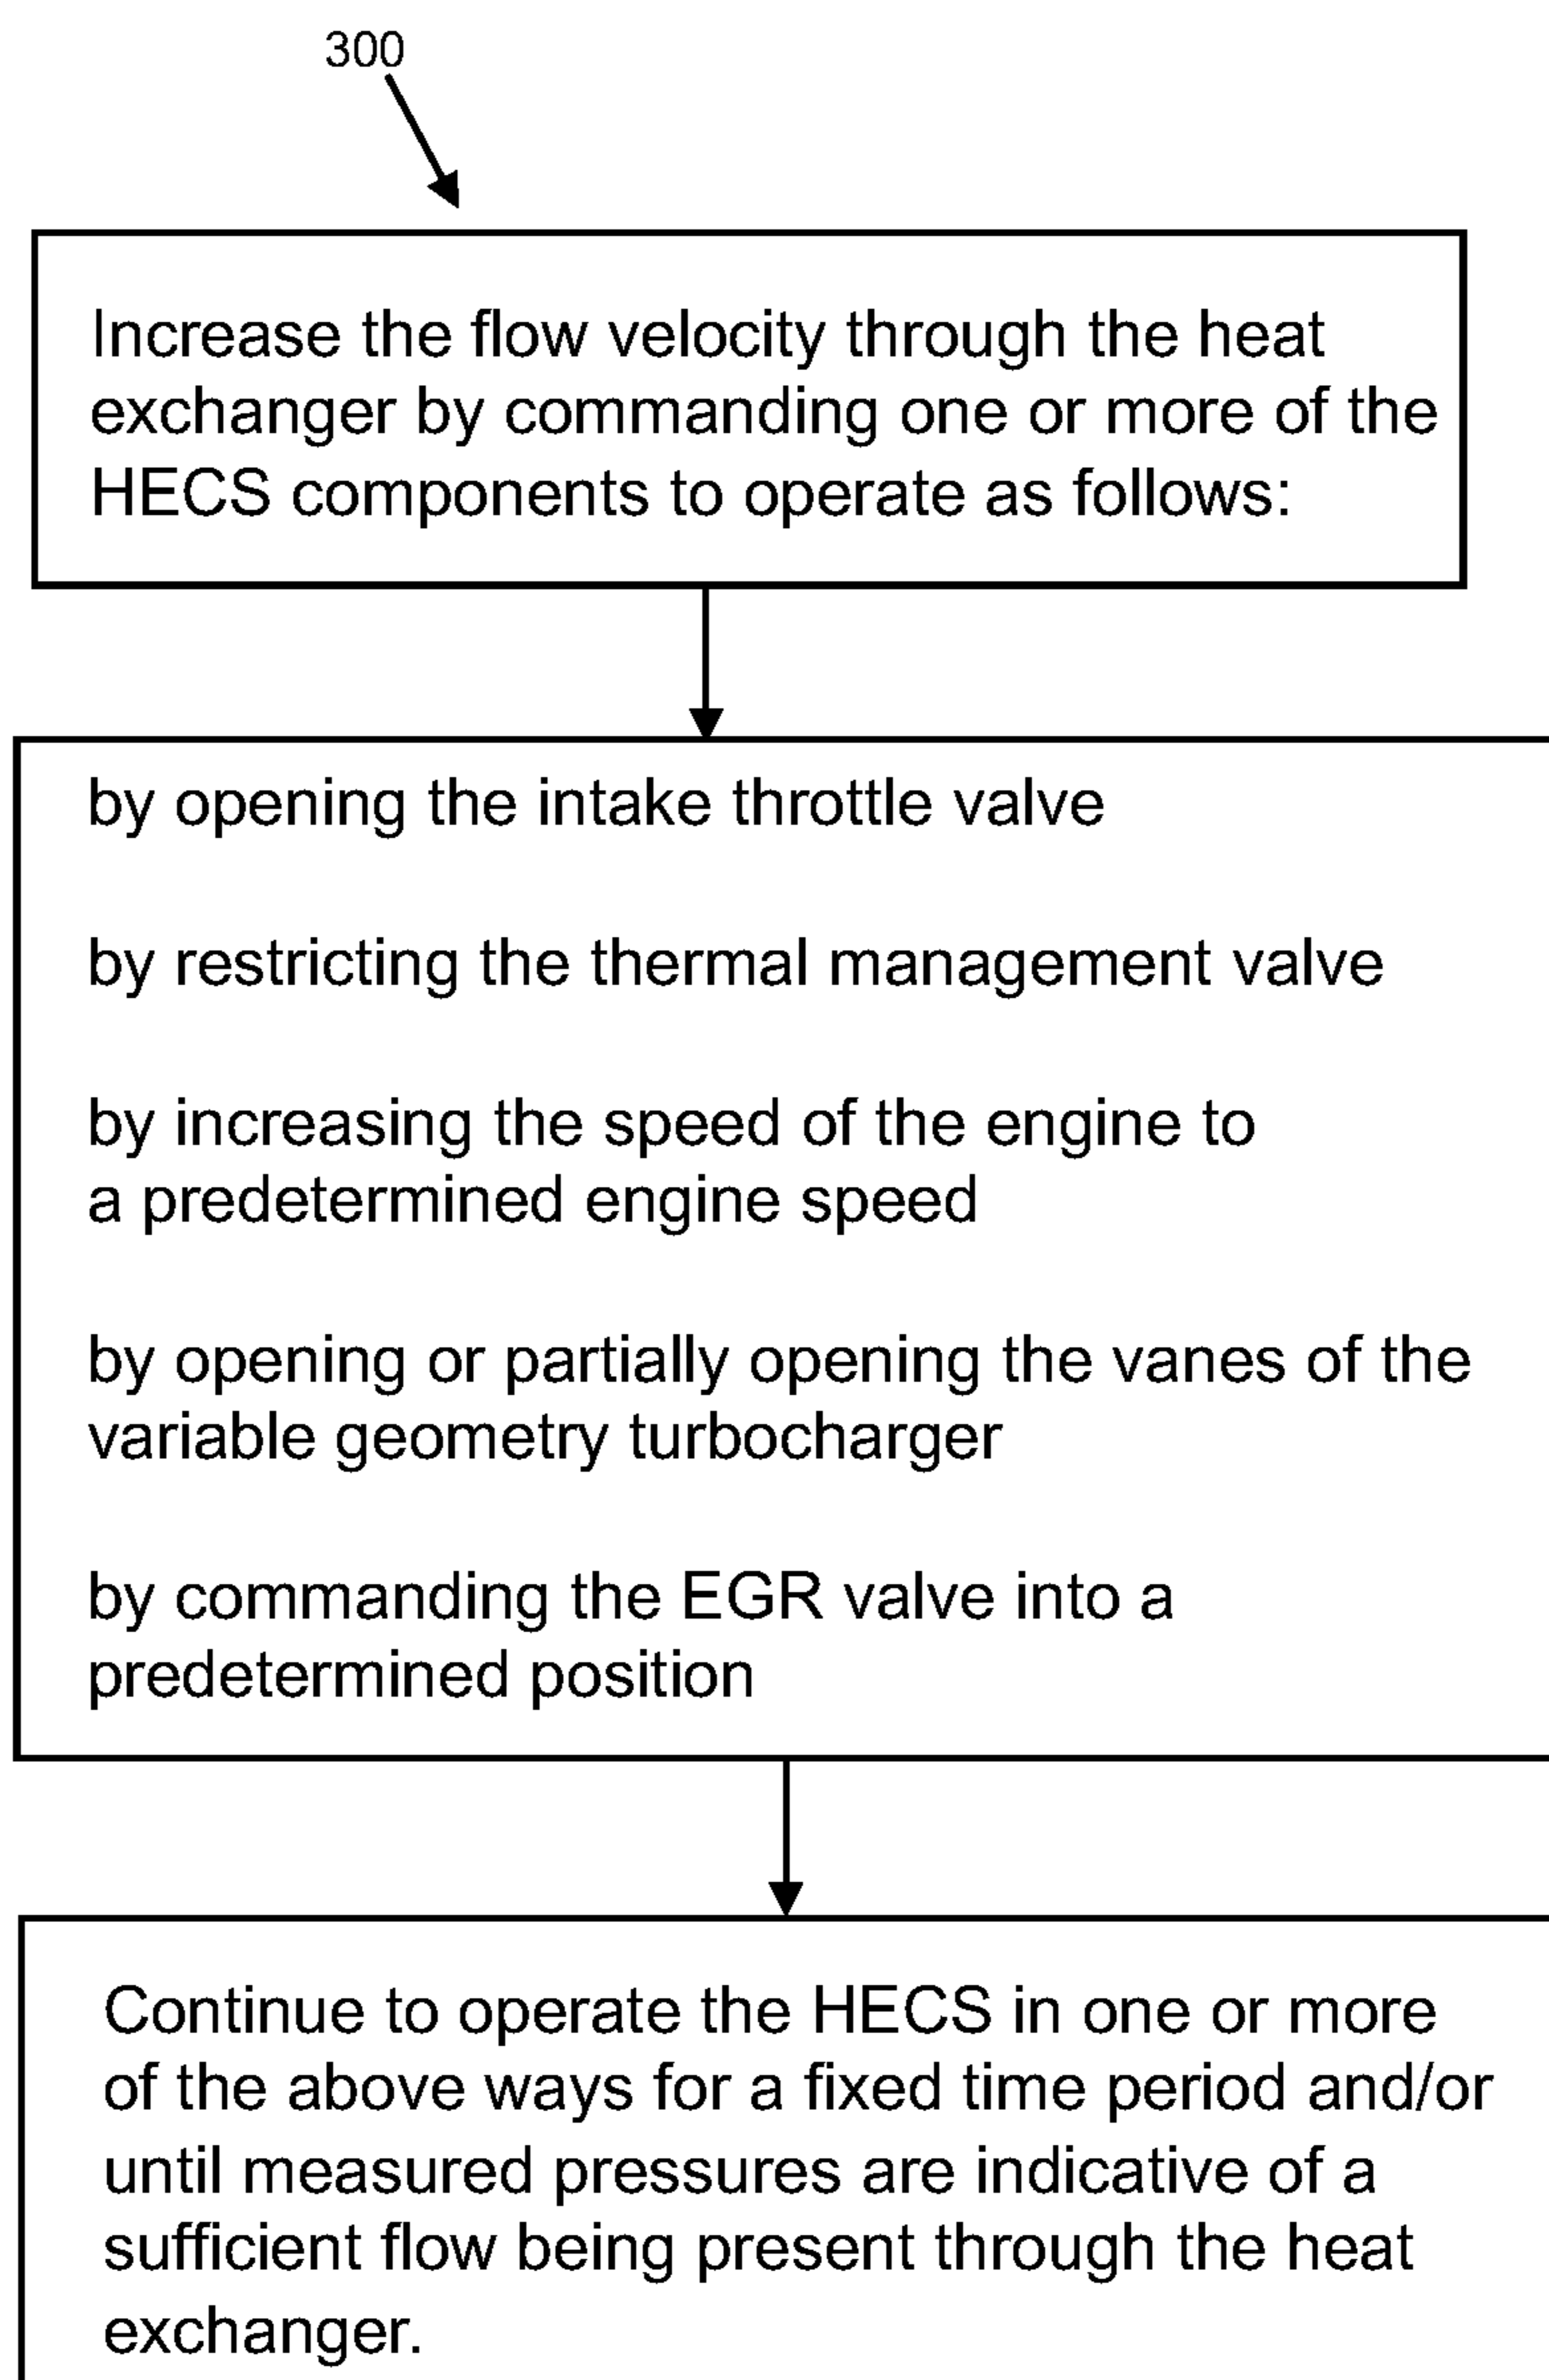 300
Increase the flow velocity through the heat
exchanger by commanding one or more of the
HECS components to operate as follows:
by opening the intake throttle valve
by restricting the thermal management valve
by increasing the speed of the engine to
a predetermined engine speed
by opening or partially opening the vanes of the
variable geometry turbocharger
by commanding the EGR valve into a
predetermined position
Continue to operate the HECS in one or more
of the above ways for a fixed time period and/or
until measured pressures are indicative of a
sufficient flow being present through the heat
exchanger.